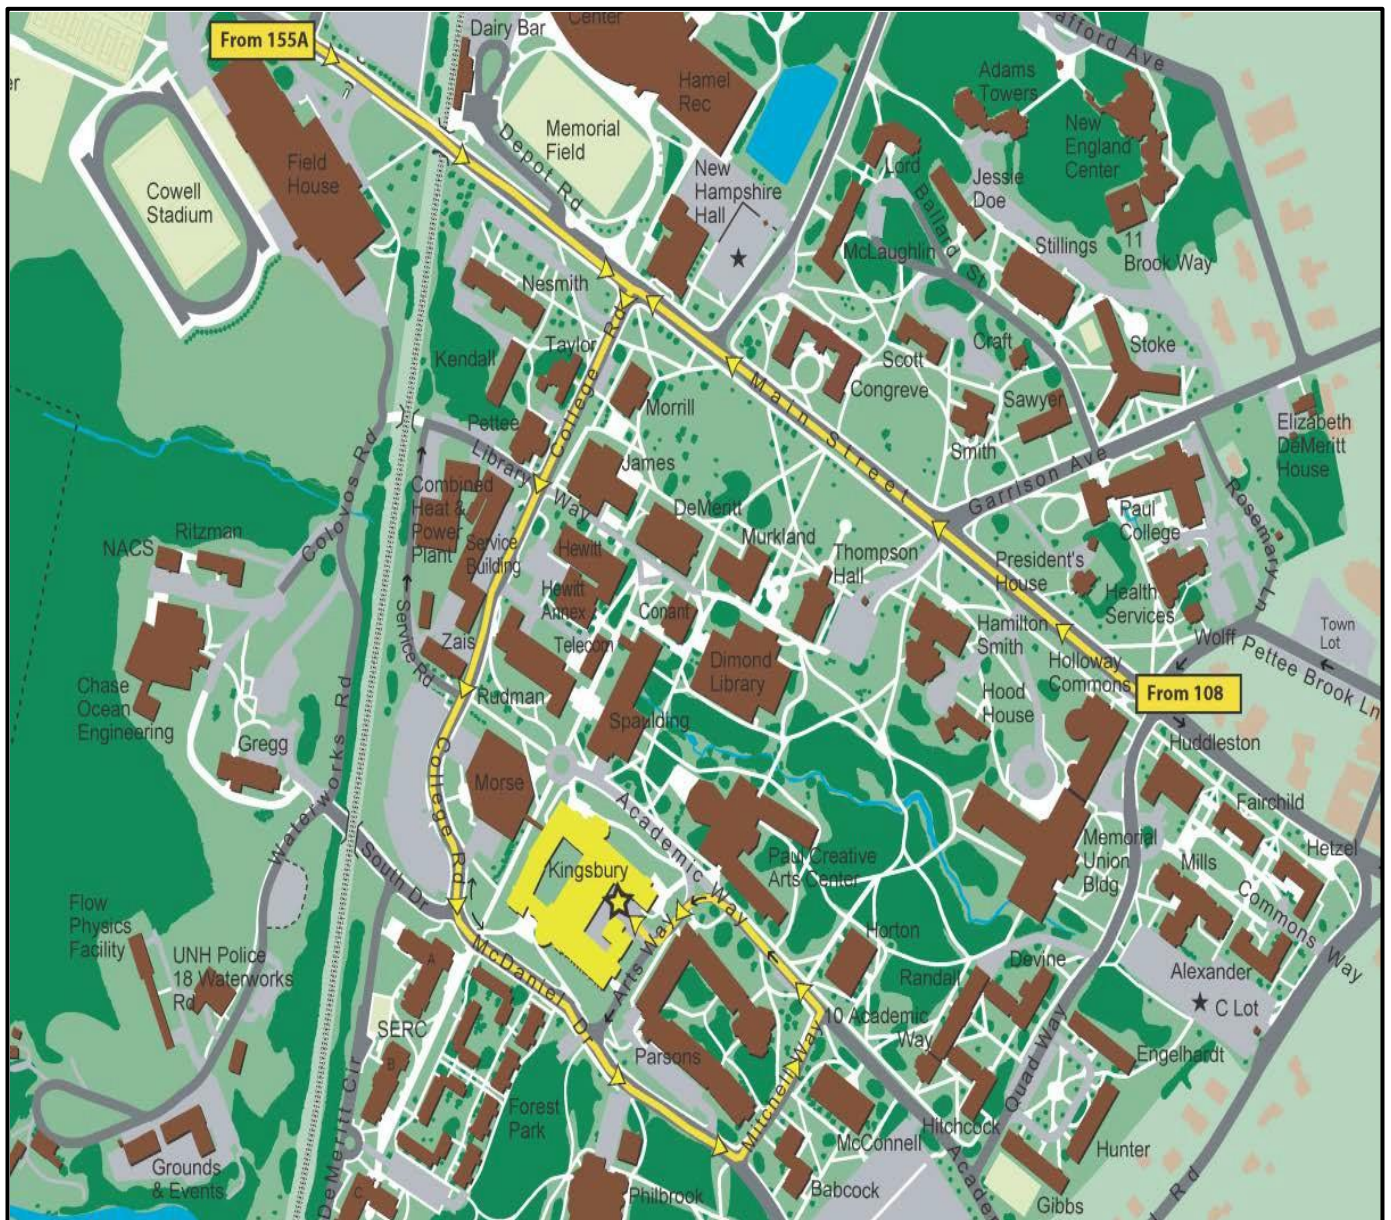 From 155A
Dairy Bar
Center
afford Ave
er
Hamel
Rec
Adams
Towers
New
England
Center
Memorial
Field
Depot Rd
Field
House
Cowell
Stadium
New
Hampshire
Hall
Lord
Jessie
Doe
Ballard St
Stillings
11
Brook Way
McLaughlin
Nesmith
Kendall
Taylor
College Rd
Main Street
Scott
Craft
Stoke
Congreve
Morrill
Pettee
Sawyer
Smith
Elizabeth
DeMeritt
House
Library Way
James
Garrison Ave
Colovos Rd
Combined
Heat &
Power
Plant
Service
Building
DeMeritt
Murkland
Paul
College
Rosemary Ln
Ritzman
NACS
Hewitt
Hewitt
Annex
Thompson
Hall
President's
House
Health
Services
Conant
Service Rd
Zais
Telecom
Hamilton
Smith
Wolff
Town
Lot
Pettee Brook Ln
Dimond
Library
Holloway
Commons
From 108
Chase
Ocean
Engineering
Rudman
Spaulding
Hood
House
Huddleston
Gregg
Waterworks Rd
College Rd
Morse
Academic Way
Fairchild
South Dr
Kingsbury
Paul Creative
Arts Center
Memorial
Union
Bldg
Mills
Hetzel
Commons Way
Flow
Physics
Facility
UNH Police
18 Waterworks
Rd
McDaniel Dr
Arts Way
Horton
Randall
Devine
Alexander
C Lot
A
SERC
B
10 Academic
Way
Parsons
Mitchell Way
Quad Way
Engelhardt
Forest
Park
McConnell
Hitchcock
Hunter
Grounds
& Events
DeMeritt Cir
C
Philbrook
Babcock
Academ
Gibbs
Rd